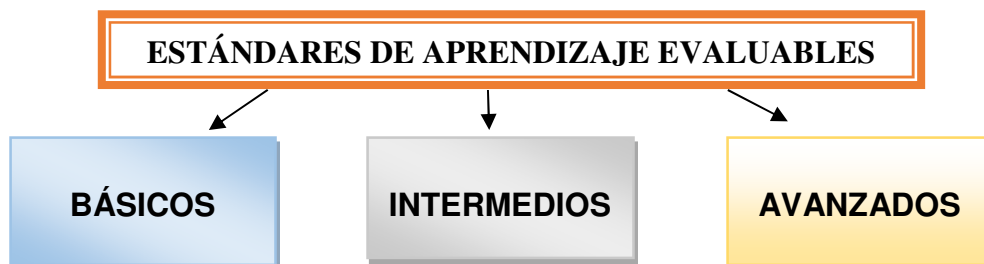 ESTÁNDARES DE APRENDIZAJE EVALUABLES
BÁSICOS
INTERMEDIOS
AVANZADOS